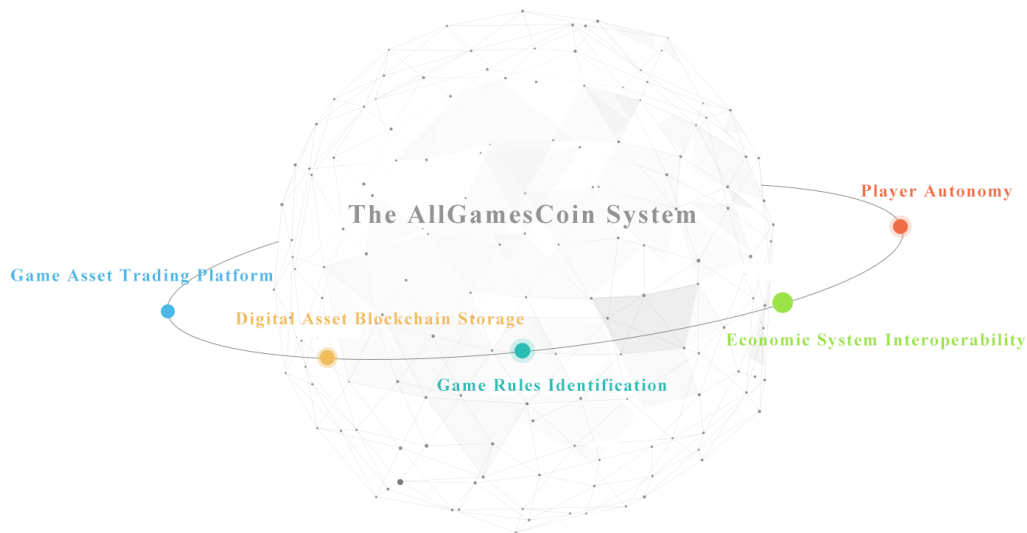 Player Autonomy
The AllGamesCoin System
Game Asset Trading Platform
Digital Asset Blockchain Storage
Economic System Interoperability
Game Rules Identification